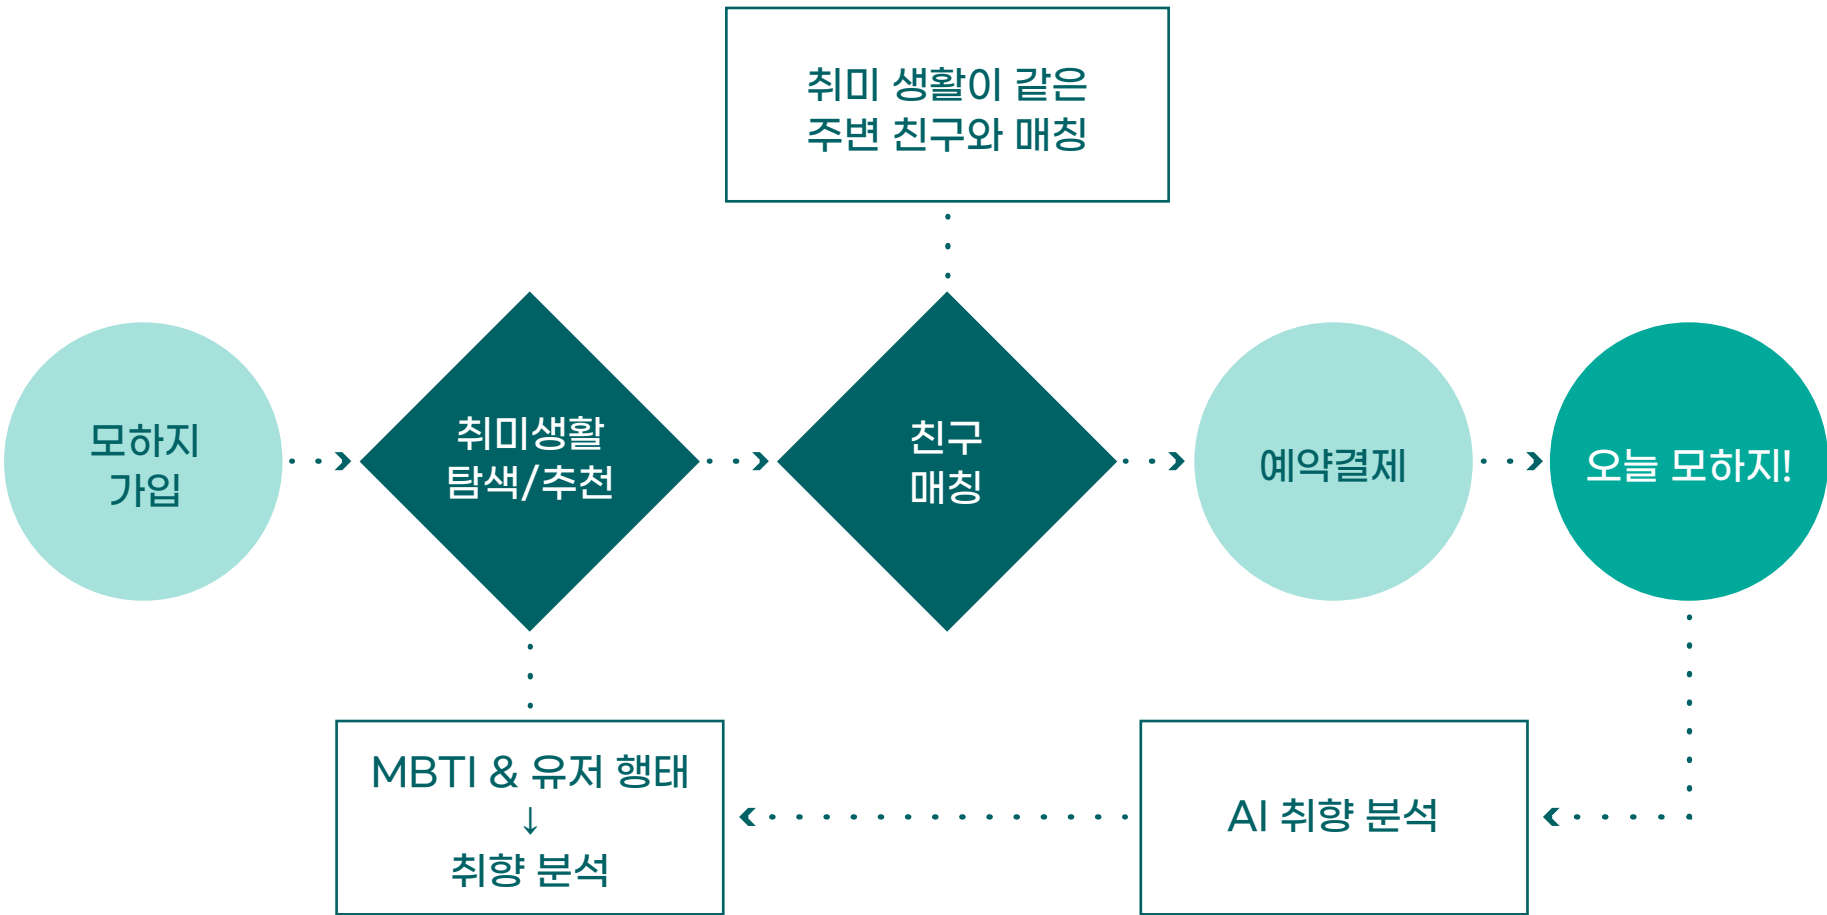 취미 생활이 같은
주변 친구와 매칭
모하지
가입
취미생활
탐색/추천
친구
매칭
예약결제
오늘 모하지!
MBTI & 유저 행태
↓
취향 분석
AI 취향 분석